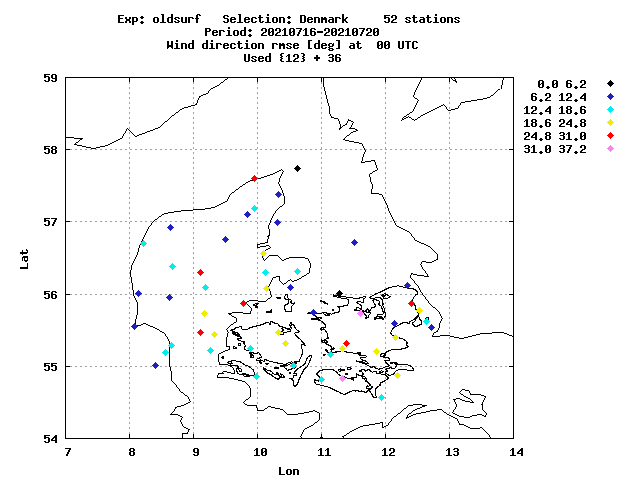 Exp: oldsurf   Selection: Denmark     52 stations
Period: 20210716-20210720
Wind direction rmse [deg] at  00 UTC
Used {12} + 36
0.0 6.2
6.2 12.4
12.4 18.6
18.6 24.8
24.8 31.0
31.0 37.2
59
58
57
56
55
54
Lat
7 8 9 10 11 12 13 14
Lon